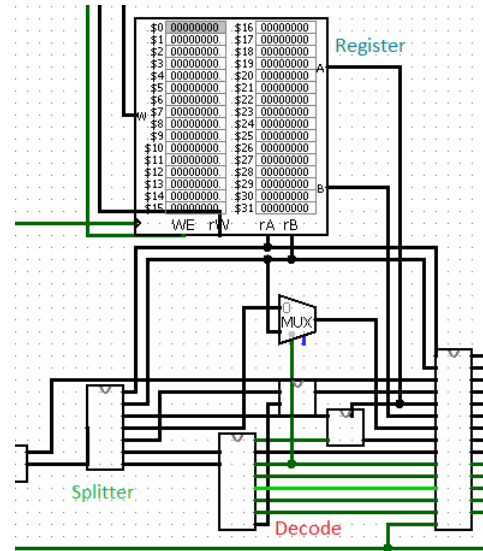 $0 00000000 $16 00000000
$1 00000000 $17 00000000
$2 00000000 $18 00000000
$3 00000000 $19 00000000
$4 00000000 $20 00000000
$5 00000000 $21 00000000
$6 00000000 $22 00000000
$7 00000000 $23 00000000
$8 00000000 $24 00000000
$9 00000000 $25 00000000
$10 00000000 $26 00000000
$11 00000000 $27 00000000
$12 00000000 $28 00000000
$13 00000000 $29 00000000
$14 00000000 $30 00000000
$15 00000000 $31 00000000
W
A
B
WE rW rA rB
Register
0
MUX
Splitter
Decode